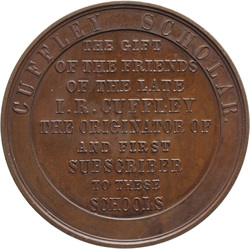 CUFFLEY SCHOLAR.
THE GIFT
OF THE FRIENDS
OF THE LATE
I. R. CUFFLEY
THE ORIGINATOR OF
AND FIRST
SUBSCRIBER
TO THESE
SCHOOLS